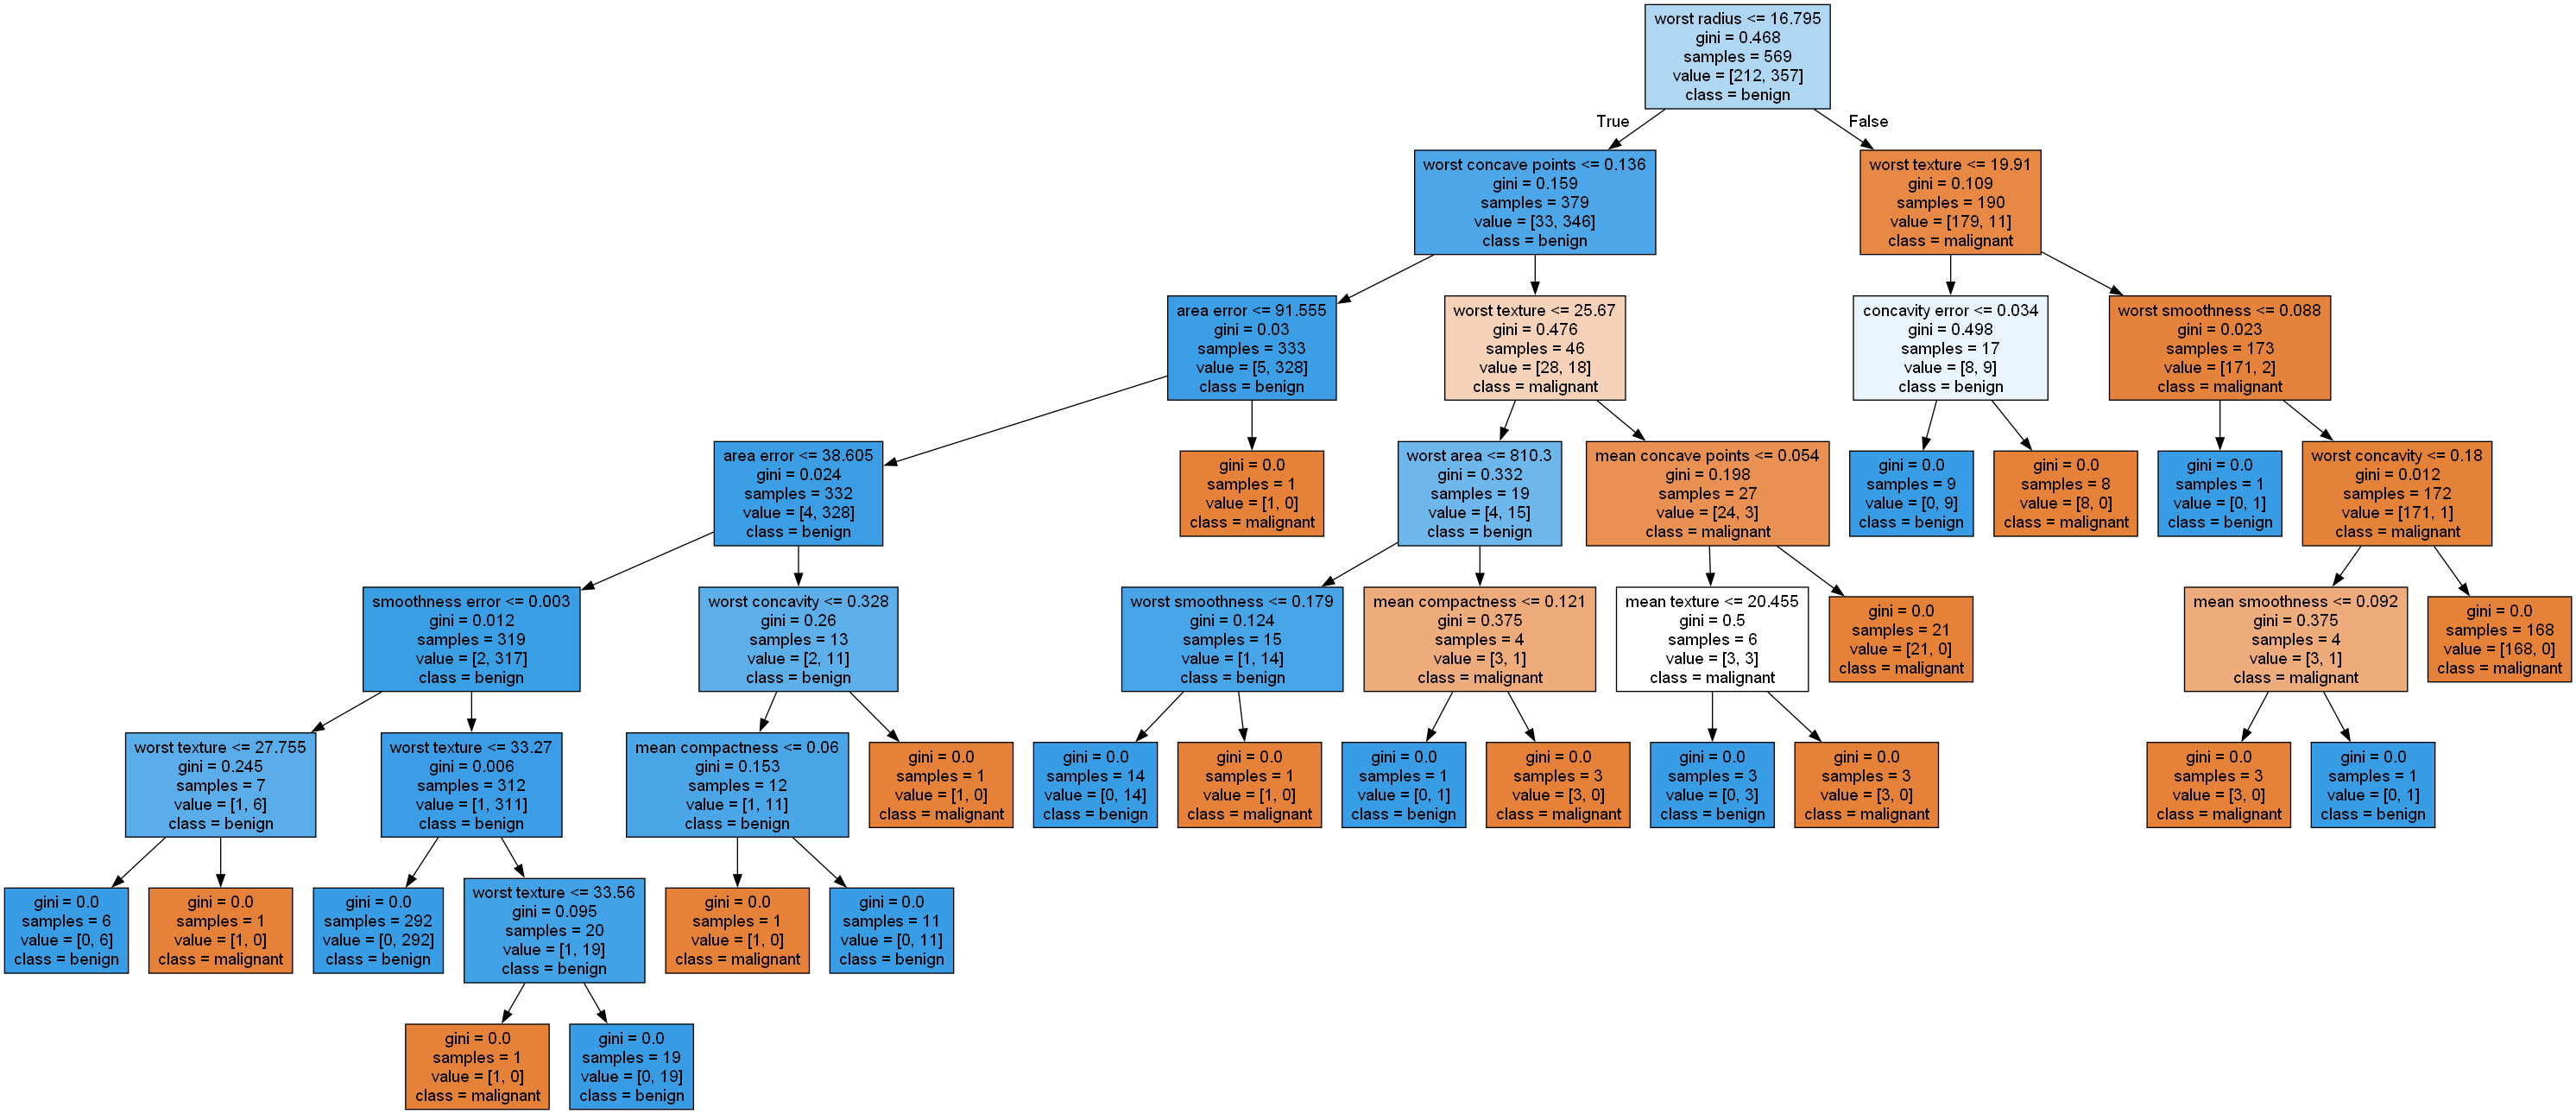 worst radius <= 16.795
gini = 0.468
samples = 569
value = [212, 357]
class = benign
True
False
worst concave points <= 0.136
gini = 0.159
samples = 379
value = [33, 346]
class = benign
worst texture <= 19.91
gini = 0.109
samples = 190
value = [179, 11]
class = malignant
area error <= 91.555
gini = 0.03
samples = 333
value = [5, 328]
class = benign
worst texture <= 25.67
gini = 0.476
samples = 46
value = [28, 18]
class = malignant
concavity error <= 0.034
gini = 0.498
samples = 17
value = [8, 9]
class = benign
worst smoothness <= 0.088
gini = 0.023
samples = 173
value = [171, 2]
class = malignant
area error <= 38.605
gini = 0.024
samples = 332
value = [4, 328]
class = benign
gini = 0.0
samples = 1
value = [1, 0]
class = malignant
worst area <= 810.3
gini = 0.332
samples = 19
value = [4, 15]
class = benign
mean concave points <= 0.054
gini = 0.198
samples = 27
value = [24, 3]
class = malignant
gini = 0.0
samples = 9
value = [0, 9]
class = benign
gini = 0.0
samples = 8
value = [8, 0]
class = malignant
gini = 0.0
samples = 1
value = [0, 1]
class = benign
worst concavity <= 0.18
gini = 0.012
samples = 172
value = [171, 1]
class = malignant
smoothness error <= 0.003
gini = 0.012
samples = 319
value = [2, 317]
class = benign
worst concavity <= 0.328
gini = 0.26
samples = 13
value = [2, 11]
class = benign
worst smoothness <= 0.179
gini = 0.124
samples = 15
value = [1, 14]
class = benign
mean compactness <= 0.121
gini = 0.375
samples = 4
value = [3, 1]
class = malignant
mean texture <= 20.455
gini = 0.5
samples = 6
value = [3, 3]
class = malignant
gini = 0.0
samples = 21
value = [21, 0]
class = malignant
mean smoothness <= 0.092
gini = 0.375
samples = 4
value = [3, 1]
class = malignant
gini = 0.0
samples = 168
value = [168, 0]
class = malignant
worst texture <= 27.755
gini = 0.245
samples = 7
value = [1, 6]
class = benign
worst texture <= 33.27
gini = 0.006
samples = 312
value = [1, 311]
class = benign
mean compactness <= 0.06
gini = 0.153
samples = 12
value = [1, 11]
class = benign
gini = 0.0
samples = 1
value = [1, 0]
class = malignant
gini = 0.0
samples = 14
value = [0, 14]
class = benign
gini = 0.0
samples = 1
value = [1, 0]
class = malignant
gini = 0.0
samples = 1
value = [0, 1]
class = benign
gini = 0.0
samples = 3
value = [3, 0]
class = malignant
gini = 0.0
samples = 3
value = [0, 3]
class = benign
gini = 0.0
samples = 3
value = [3, 0]
class = malignant
gini = 0.0
samples = 3
value = [3, 0]
class = malignant
gini = 0.0
samples = 1
value = [0, 1]
class = benign
gini = 0.0
samples = 6
value = [0, 6]
class = benign
gini = 0.0
samples = 1
value = [1, 0]
class = malignant
gini = 0.0
samples = 292
value = [0, 292]
class = benign
worst texture <= 33.56
gini = 0.095
samples = 20
value = [1, 19]
class = benign
gini = 0.0
samples = 1
value = [1, 0]
class = malignant
gini = 0.0
samples = 11
value = [0, 11]
class = benign
gini = 0.0
samples = 1
value = [1, 0]
class = malignant
gini = 0.0
samples = 19
value = [0, 19]
class = benign